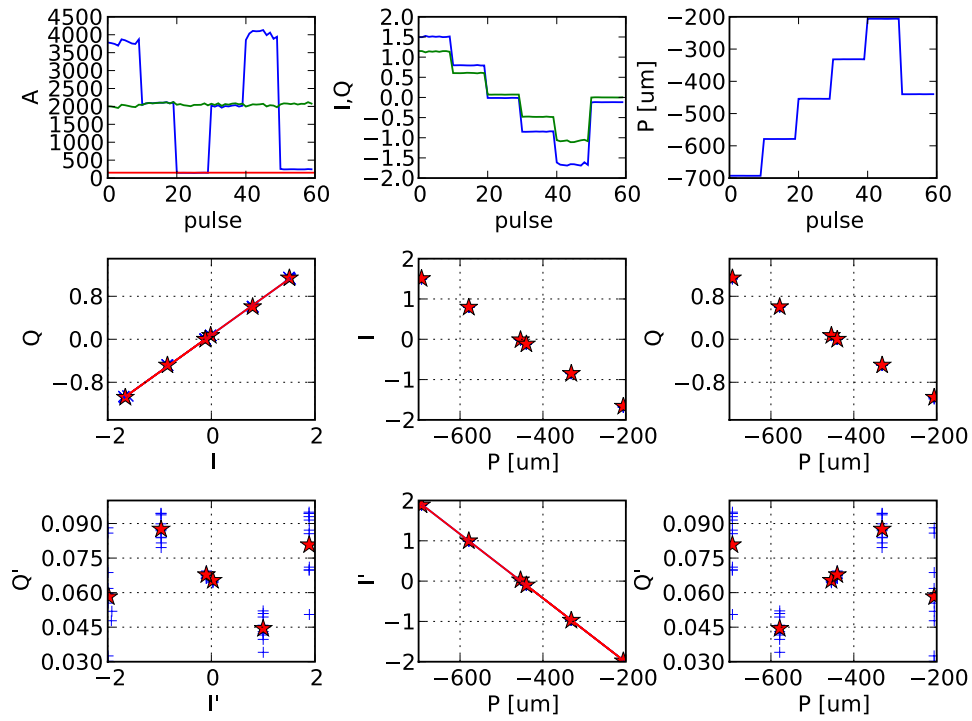 4500
4000
3500
3000
2500
2000
1500
1000
500
0
A
0 20 40 60
pulse
1.5
1.0
0.5
0.0
−0.5
−1.0
−1.5
−2.0
I,Q
0 20 40 60
pulse
−200
−300
−400
−500
−600
−700
P [um]
0 20 40 60
pulse
0.8
0.0
−0.8
Q
−2 0 2
I
2
1
0
−1
−2
I
−600 −400 −200
P [um]
0.8
0.0
−0.8
Q
−600 −400 −200
P [um]
0.090
0.075
0.060
0.045
0.030
Q'
−2 0 2
I'
2
1
0
−1
−2
I'
−600 −400 −200
P [um]
0.090
0.075
0.060
0.045
0.030
Q'
−600 −400 −200
P [um]